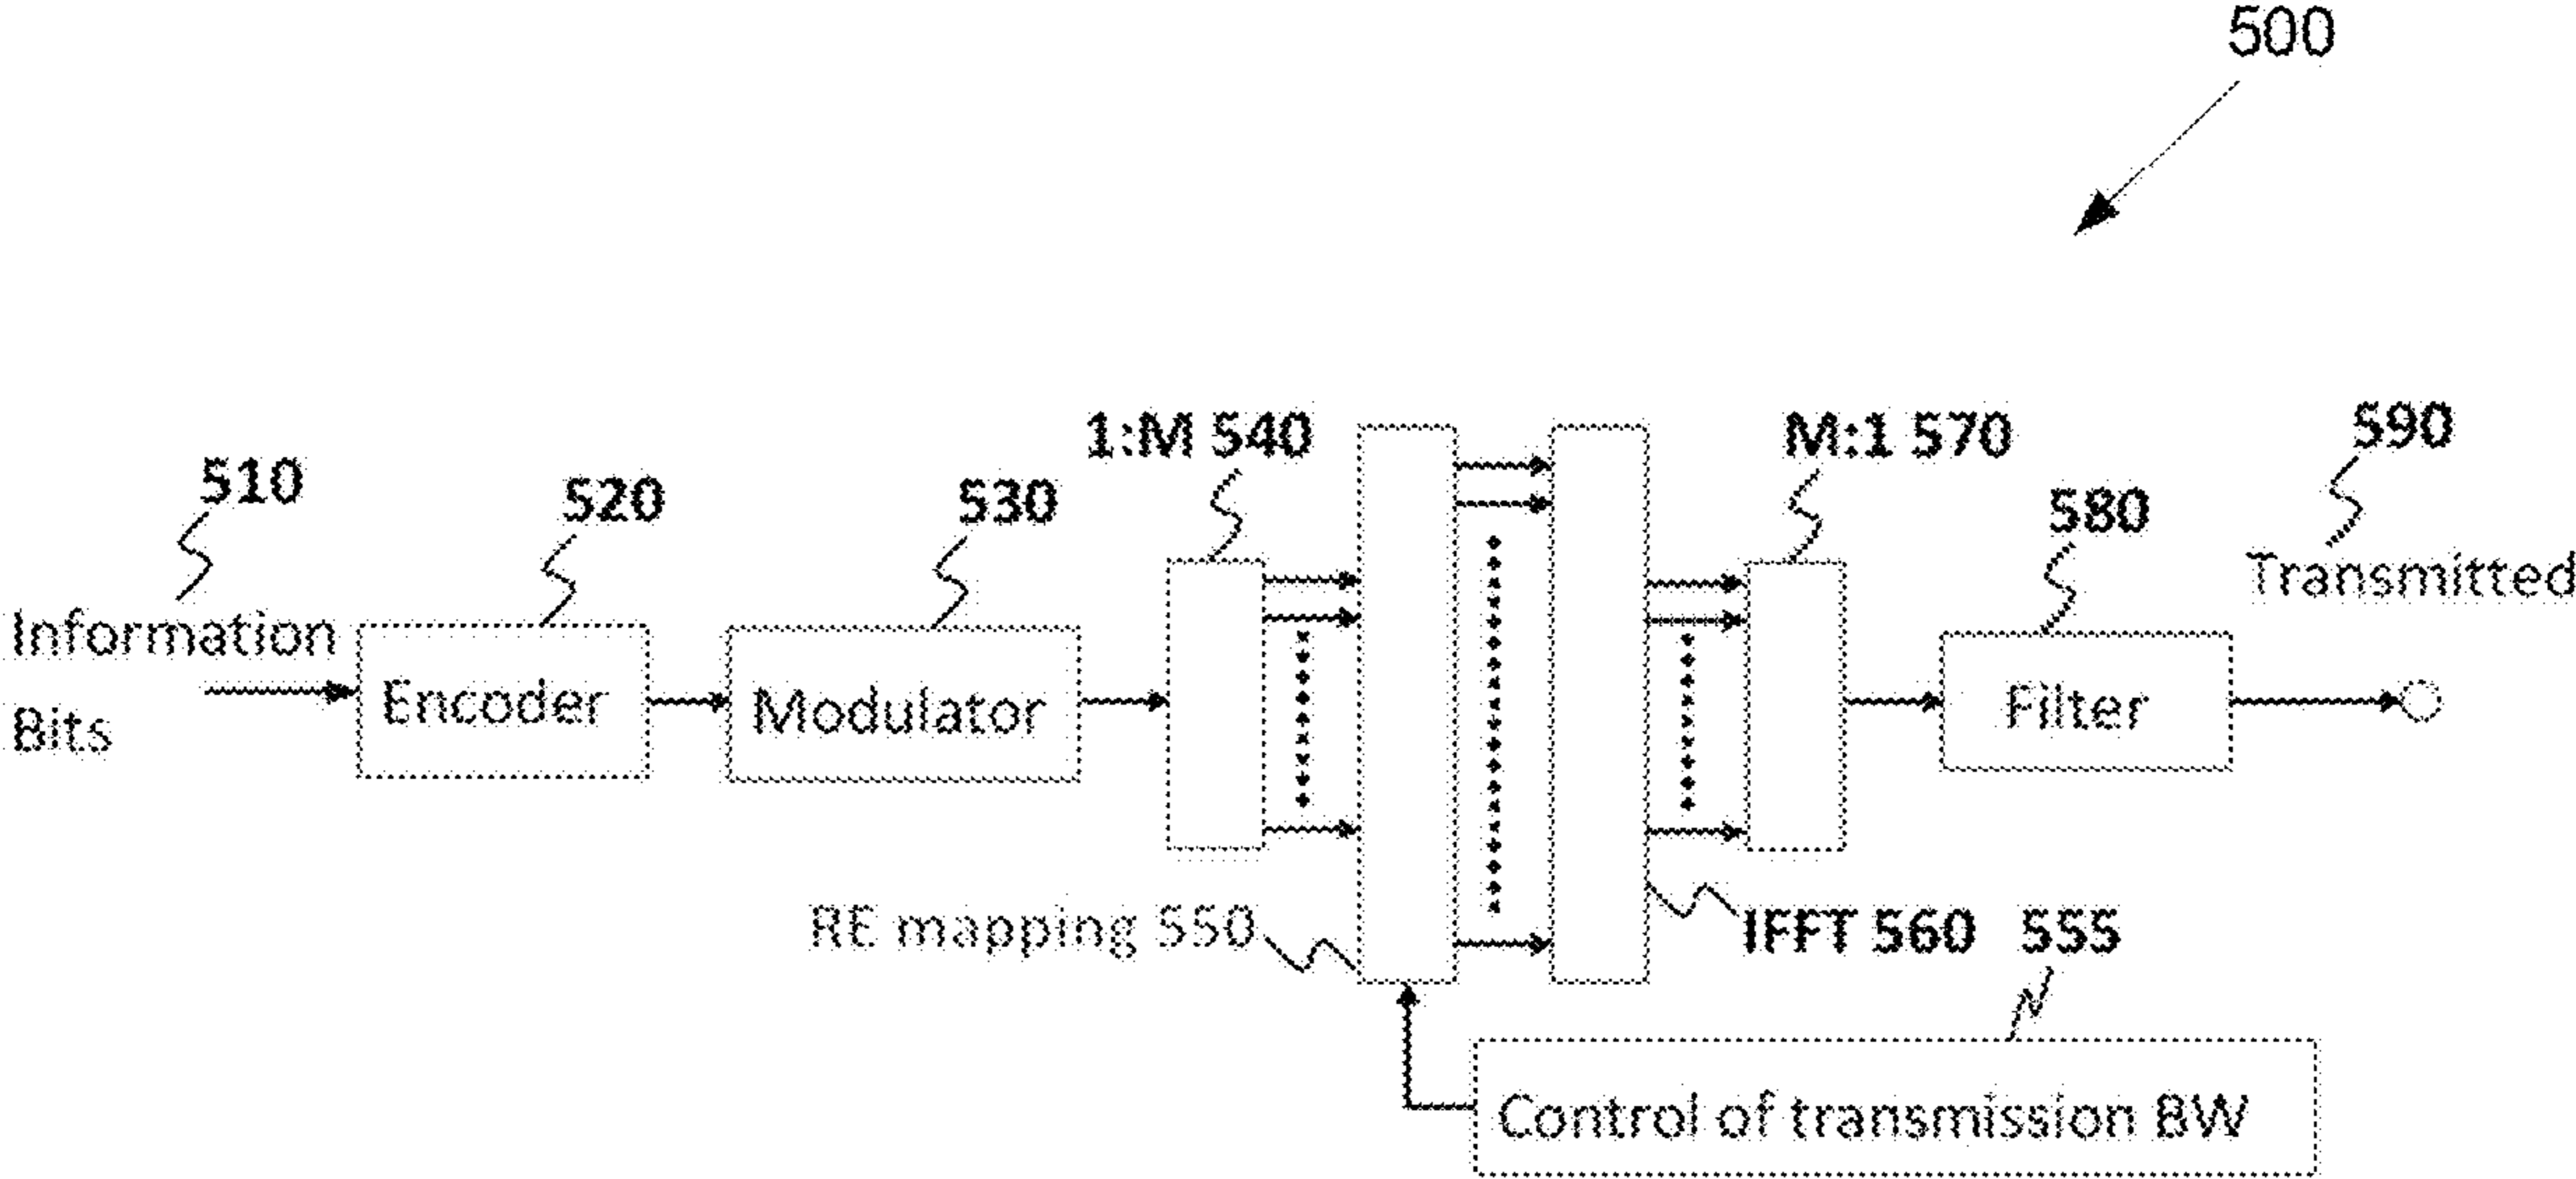 500
1:M 540
M:1 570
590
510
520
530
580
Transmitted
Information
Bits
Encoder
Modulator
Filter
RE mapping 550
IFFT 560
555
Control of transmission BW